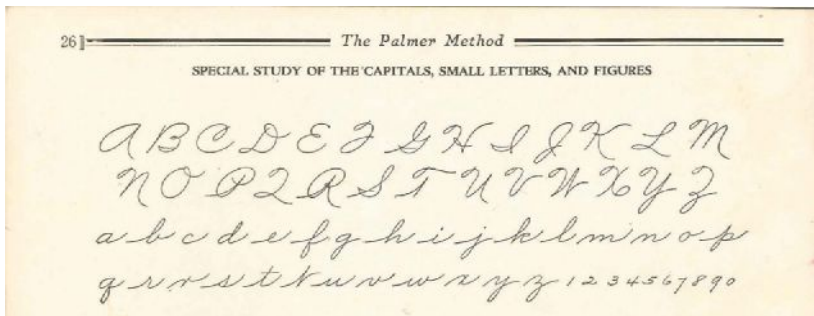 26 The Palmer Method
SPECIAL STUDY OF THE CAPITALS, SMALL LETTERS, AND FIGURES
A B C D E F G H I J K L M
N O P Q R S T U V W X Y Z
a b c d e f g h i j k l m n o p
q r r s t t u v w x y z 1 2 3 4 5 6 7 8 9 0